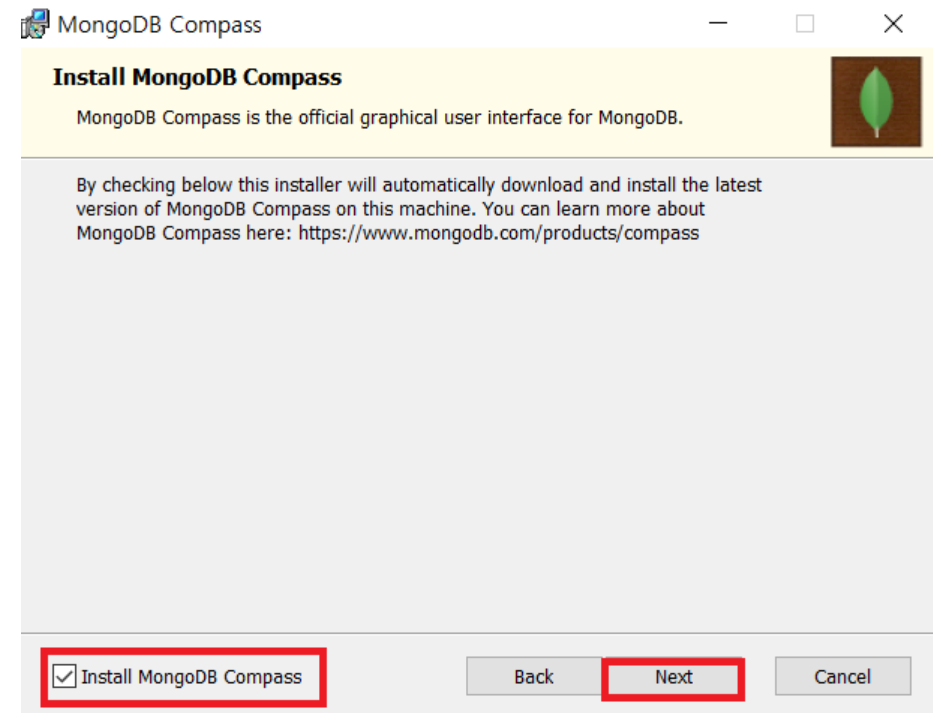 MongoDB Compass
Install MongoDB Compass
MongoDB Compass is the official graphical user interface for MongoDB.
By checking below this installer will automatically download and install the latest
version of MongoDB Compass on this machine. You can learn more about
MongoDB Compass here: https://www.mongodb.com/products/compass
Install MongoDB Compass
Back
Next
Cancel